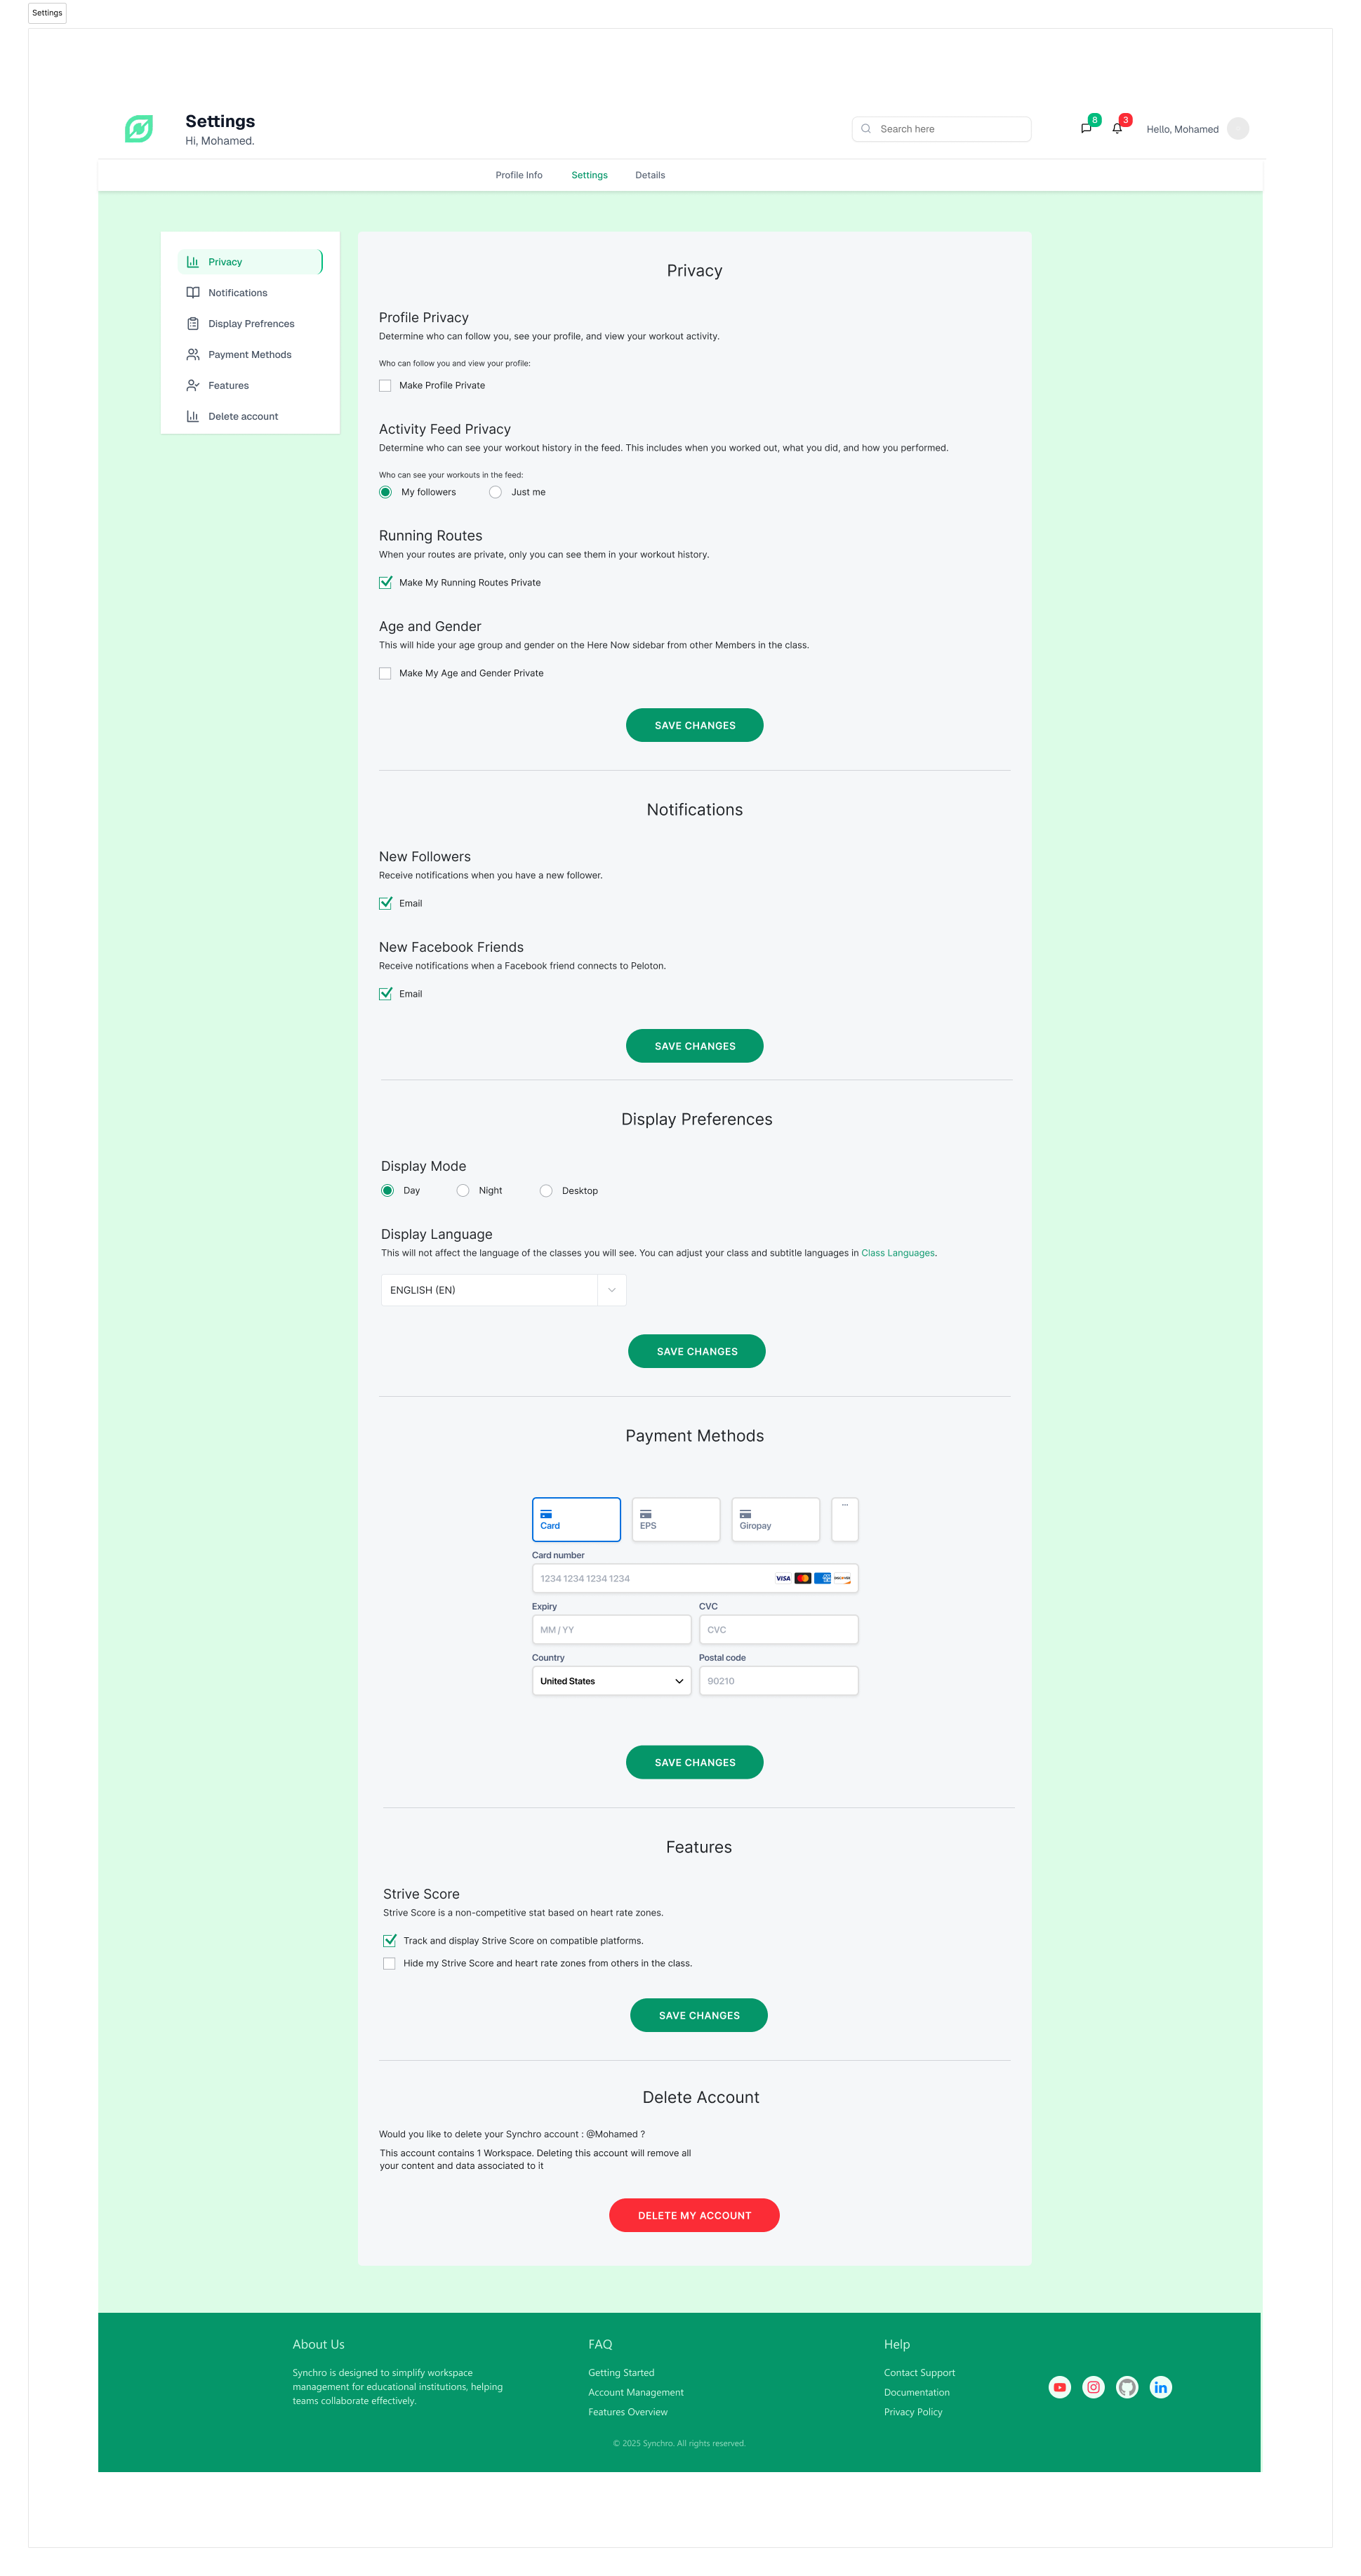 Settings
Settings
Hi, Mohamed.
Search here
8
3
Hello, Mohamed
Profile Info
Settings
Details
Privacy
Notifications
Display Prefrences
Payment Methods
Features
Delete account
Privacy
Profile Privacy
Determine who can follow you, see your profile, and view your workout activity.
Who can follow you and view your profile:
Make Profile Private
Activity Feed Privacy
Determine who can see your workout history in the feed. This includes when you worked out, what you did, and how you performed.
Who can see your workouts in the feed:
My followers
Just me
Running Routes
When your routes are private, only you can see them in your workout history.
Make My Running Routes Private
Age and Gender
This will hide your age group and gender on the Here Now sidebar from other Members in the class.
Make My Age and Gender Private
SAVE CHANGES
Notifications
New Followers
Receive notifications when you have a new follower.
Email
New Facebook Friends
Receive notifications when a Facebook friend connects to Peloton.
Email
SAVE CHANGES
Display Preferences
Display Mode
Day
Night
Desktop
Display Language
This will not affect the language of the classes you will see. You can adjust your class and subtitle languages in Class Languages.
ENGLISH (EN)
SAVE CHANGES
Payment Methods
Card
EPS
Giropay
...
Card number
1234 1234 1234 1234
VISA
DISCOVER
Expiry
CVC
MM / YY
CVC
Country
Postal code
United States
90210
SAVE CHANGES
Features
Strive Score
Strive Score is a non-competitive stat based on heart rate zones.
Track and display Strive Score on compatible platforms.
Hide my Strive Score and heart rate zones from others in the class.
SAVE CHANGES
Delete Account
Would you like to delete your Synchro account : @Mohamed ?
This account contains 1 Workspace. Deleting this account will remove all
your content and data associated to it
DELETE MY ACCOUNT
About Us
Synchro is designed to simplify workspace
management for educational institutions, helping
teams collaborate effectively.
FAQ
Getting Started
Account Management
Features Overview
Help
Contact Support
Documentation
Privacy Policy
in
© 2025 Synchro. All rights reserved.